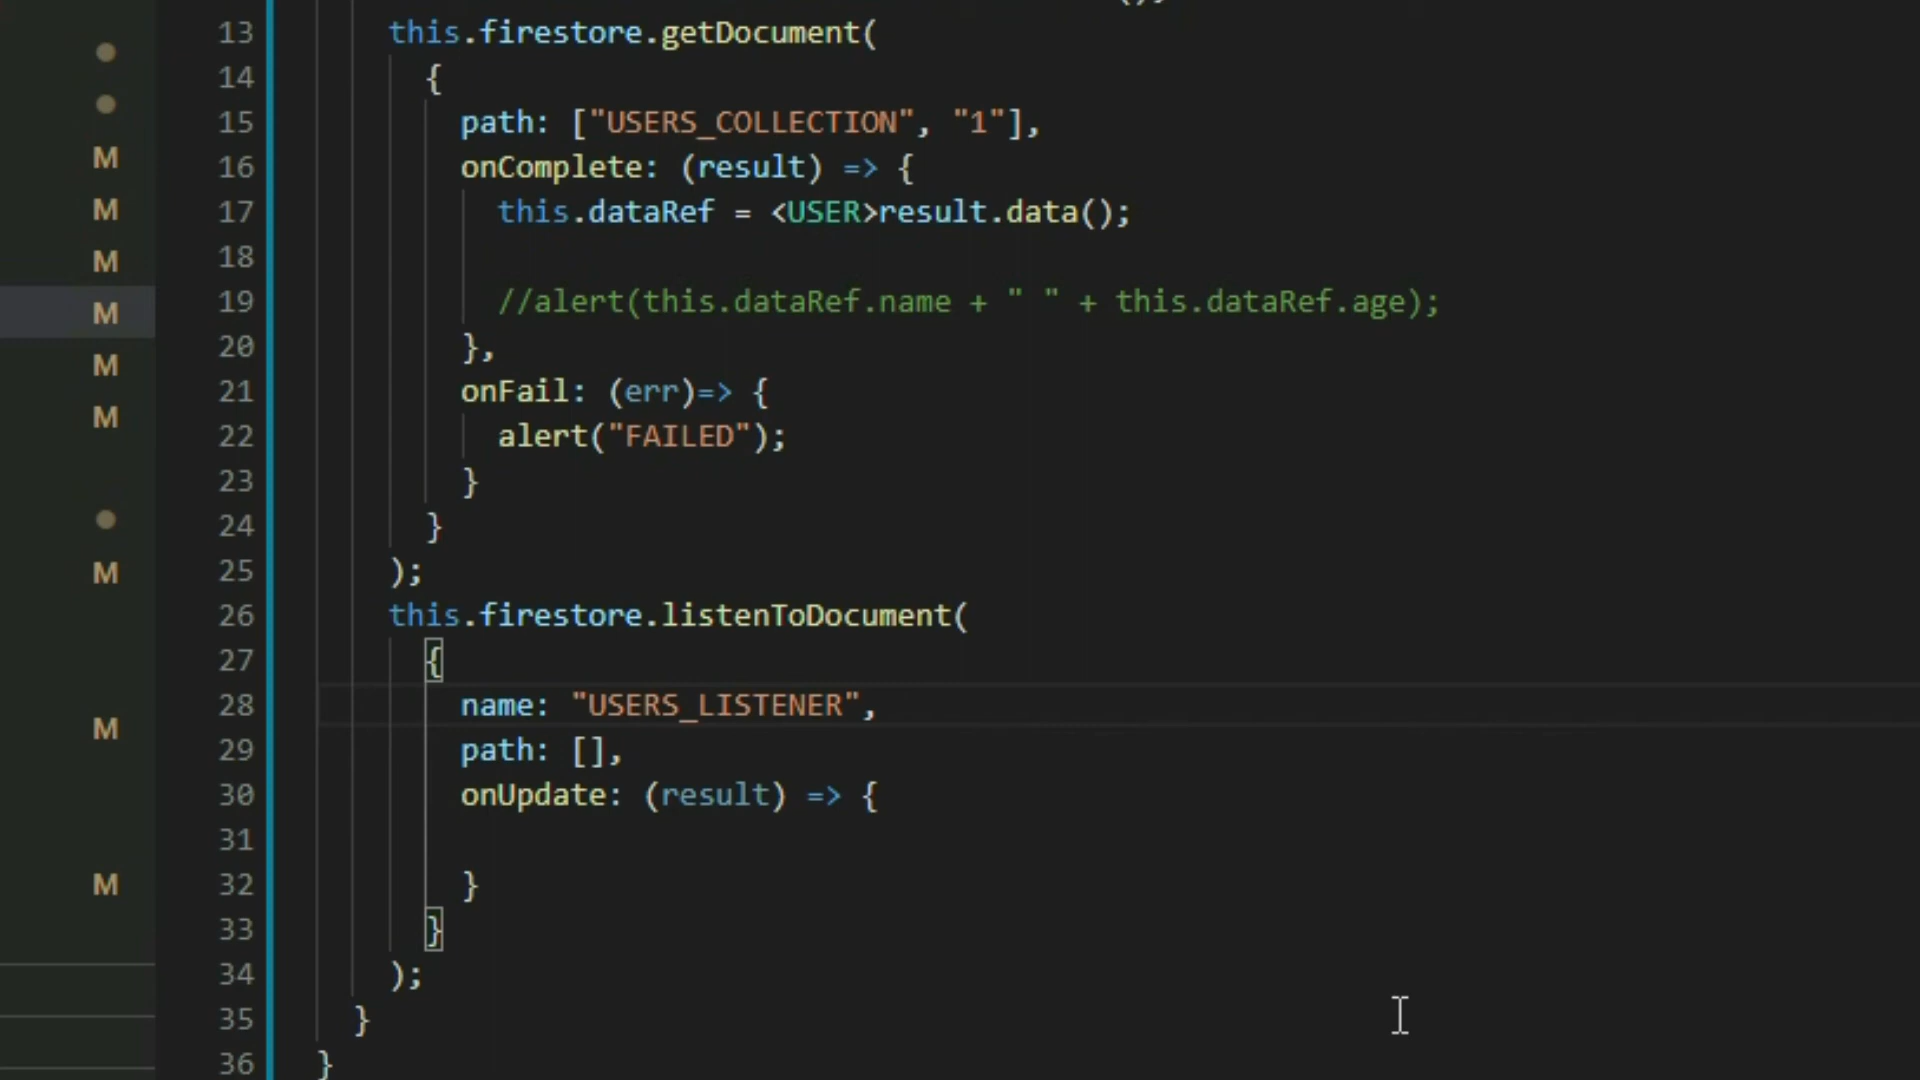 13 this.firestore.getDocument(
14 {
15 path: ["USERS_COLLECTION", "1"],
M 16 onComplete: (result) => {
M 17 this.dataRef = <USER>result.data();
M 18
M 19 //alert(this.dataRef.name + " " + this.dataRef.age);
M 20 },
M 21 onFail: (err)=> {
22 alert("FAILED");
23 }
24 }
M 25 );
26 this.firestore.listenToDocument(
27 {
28 name: "USERS_LISTENER",
M 29 path: [],
30 onUpdate: (result) => {
31
M 32 }
33 }
34 );
35 }
36 }